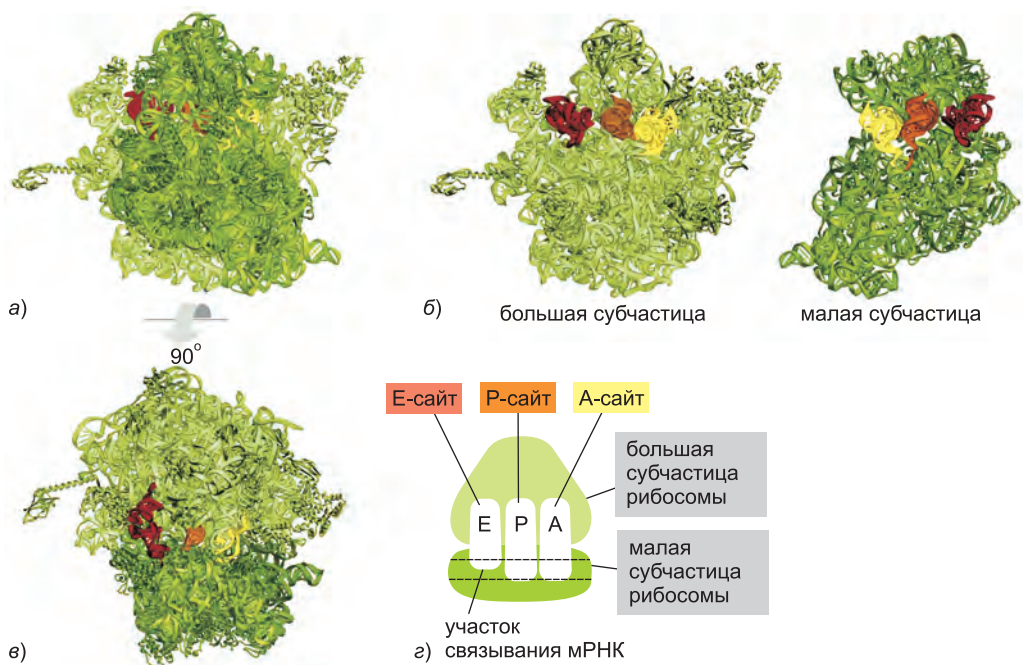 а)
б)
большая субчастица
малая субчастица
90°
в)
Е-сайт
Р-сайт
А-сайт
Е
Р
А
большая
субчастица
рибосомы
малая
субчастица
рибосомы
участок
связывания мРНК
г)